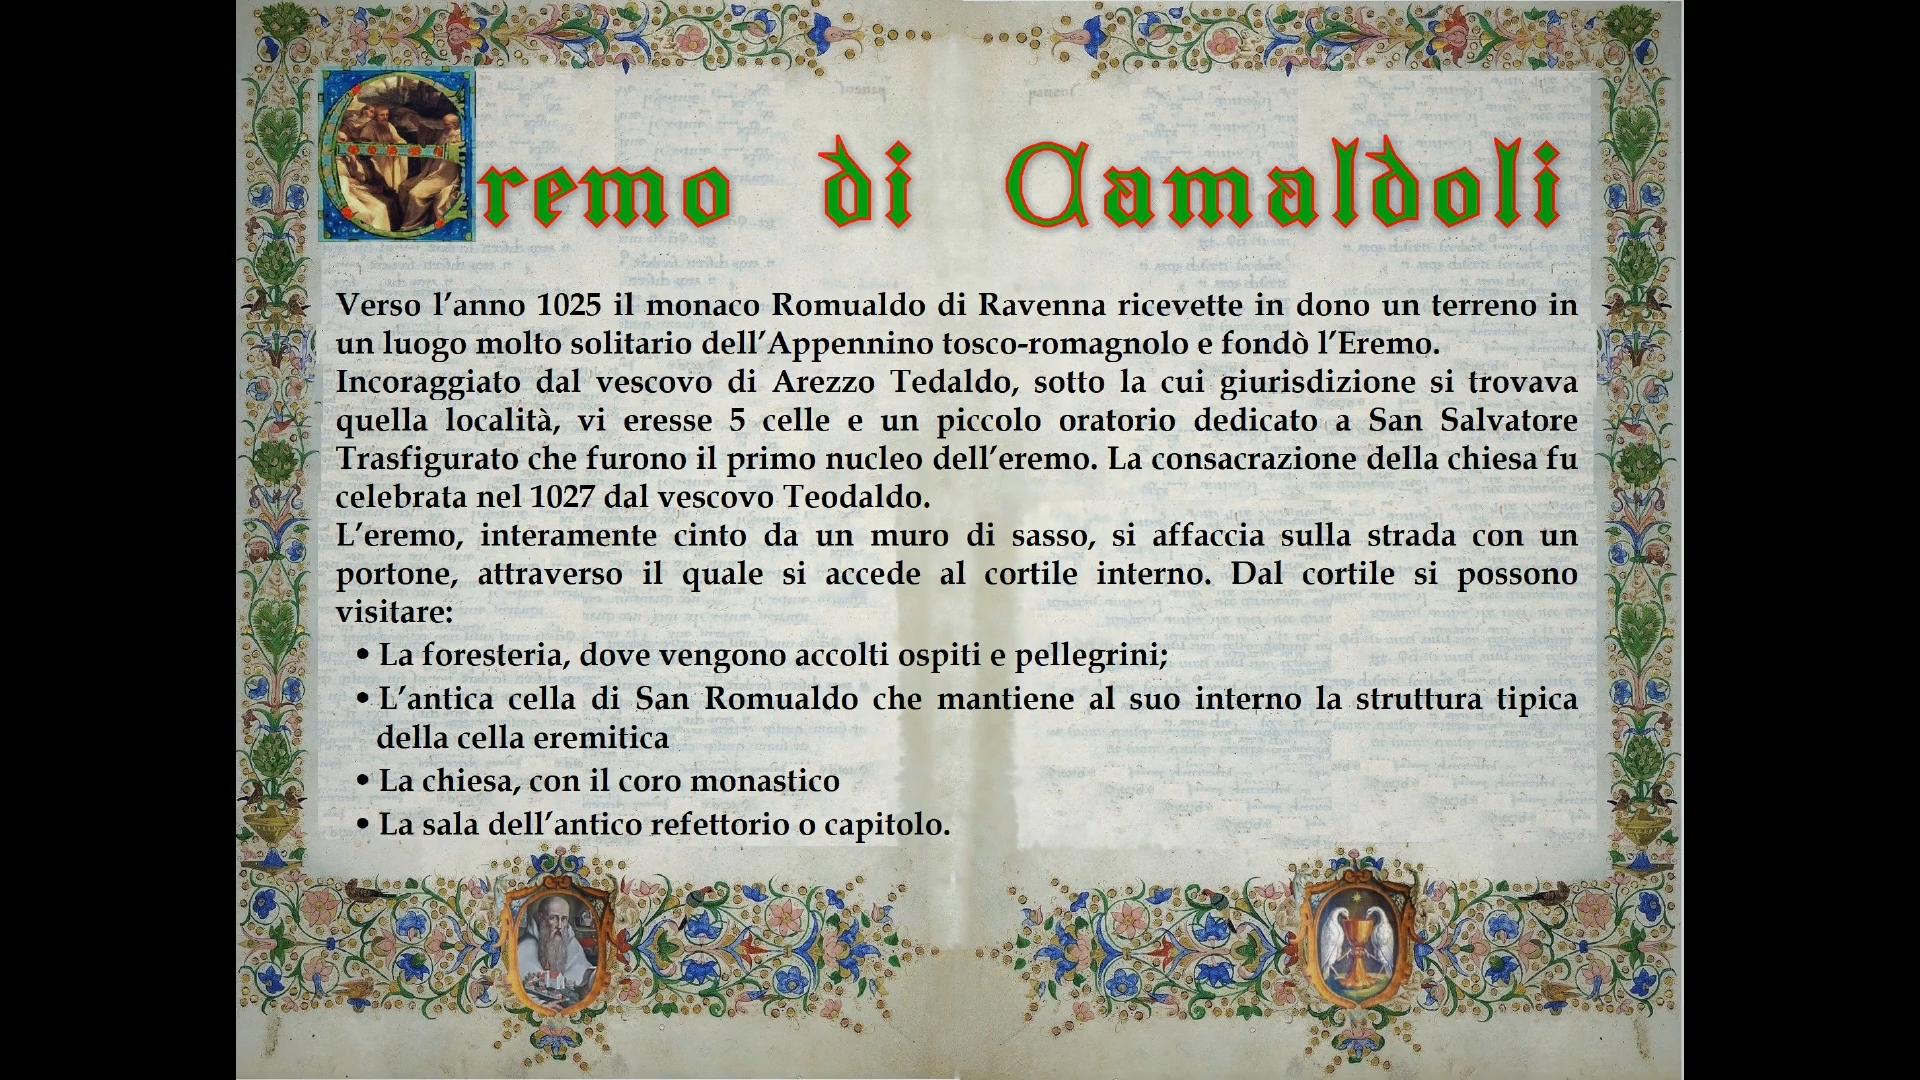 Eremo di Camaldoli
Verso l’anno 1025 il monaco Romualdo di Ravenna ricevette in dono un terreno in
un luogo molto solitario dell’Appennino tosco-romagnolo e fondò l’Eremo.
Incoraggiato dal vescovo di Arezzo Tedaldo, sotto la cui giurisdizione si trovava
quella località, vi eresse 5 celle e un piccolo oratorio dedicato a San Salvatore
Trasfigurato che furono il primo nucleo dell’eremo. La consacrazione della chiesa fu
celebrata nel 1027 dal vescovo Teodaldo.
L’eremo, interamente cinto da un muro di sasso, si affaccia sulla strada con un
portone, attraverso il quale si accede al cortile interno. Dal cortile si possono
visitare:
• La foresteria, dove vengono accolti ospiti e pellegrini;
• L’antica cella di San Romualdo che mantiene al suo interno la struttura tipica
della cella eremitica
• La chiesa, con il coro monastico
• La sala dell’antico refettorio o capitolo.